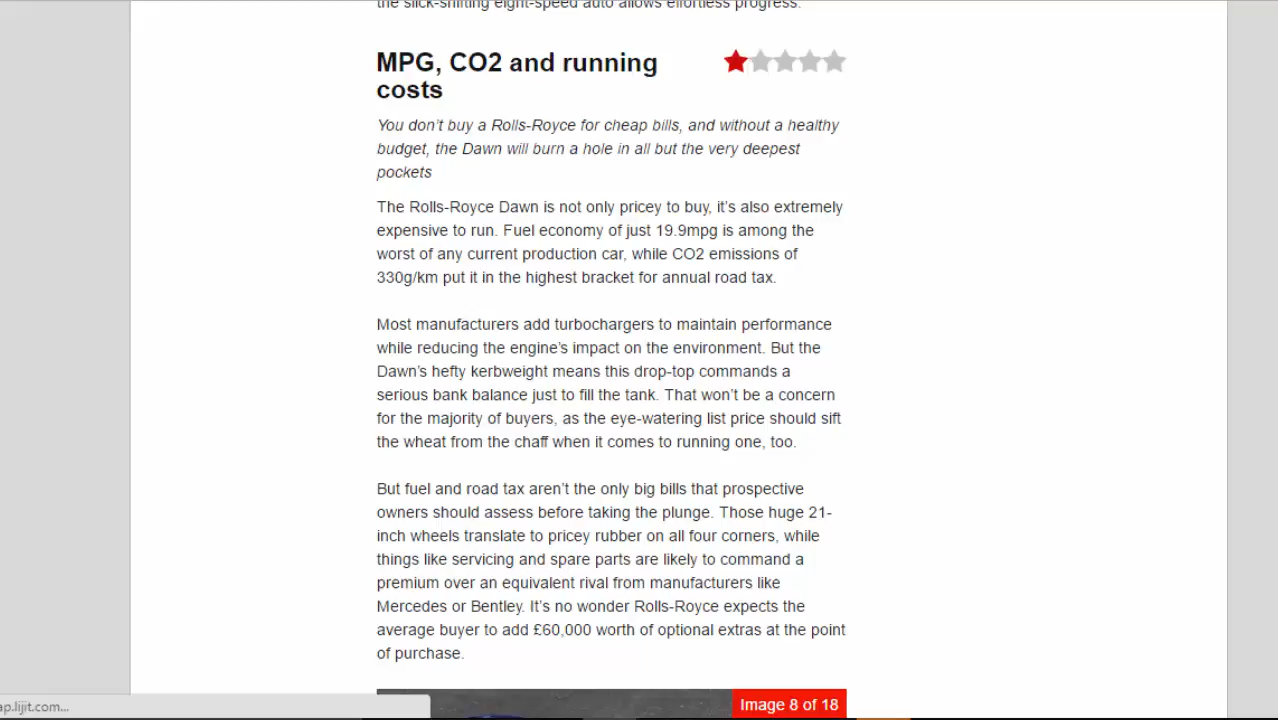 the slick-shifting eight-speed auto allows effortless progress.
MPG, CO2 and running
costs
You don’t buy a Rolls-Royce for cheap bills, and without a healthy
budget, the Dawn will burn a hole in all but the very deepest
pockets
The Rolls-Royce Dawn is not only pricey to buy, it’s also extremely
expensive to run. Fuel economy of just 19.9mpg is among the
worst of any current production car, while CO2 emissions of
330g/km put it in the highest bracket for annual road tax.
Most manufacturers add turbochargers to maintain performance
while reducing the engine’s impact on the environment. But the
Dawn’s hefty kerbweight means this drop-top commands a
serious bank balance just to fill the tank. That won’t be a concern
for the majority of buyers, as the eye-watering list price should sift
the wheat from the chaff when it comes to running one, too.
But fuel and road tax aren’t the only big bills that prospective
owners should assess before taking the plunge. Those huge 21-
inch wheels translate to pricey rubber on all four corners, while
things like servicing and spare parts are likely to command a
premium over an equivalent rival from manufacturers like
Mercedes or Bentley. It’s no wonder Rolls-Royce expects the
average buyer to add £60,000 worth of optional extras at the point
of purchase.
Image 8 of 18
ap.lijit.com...